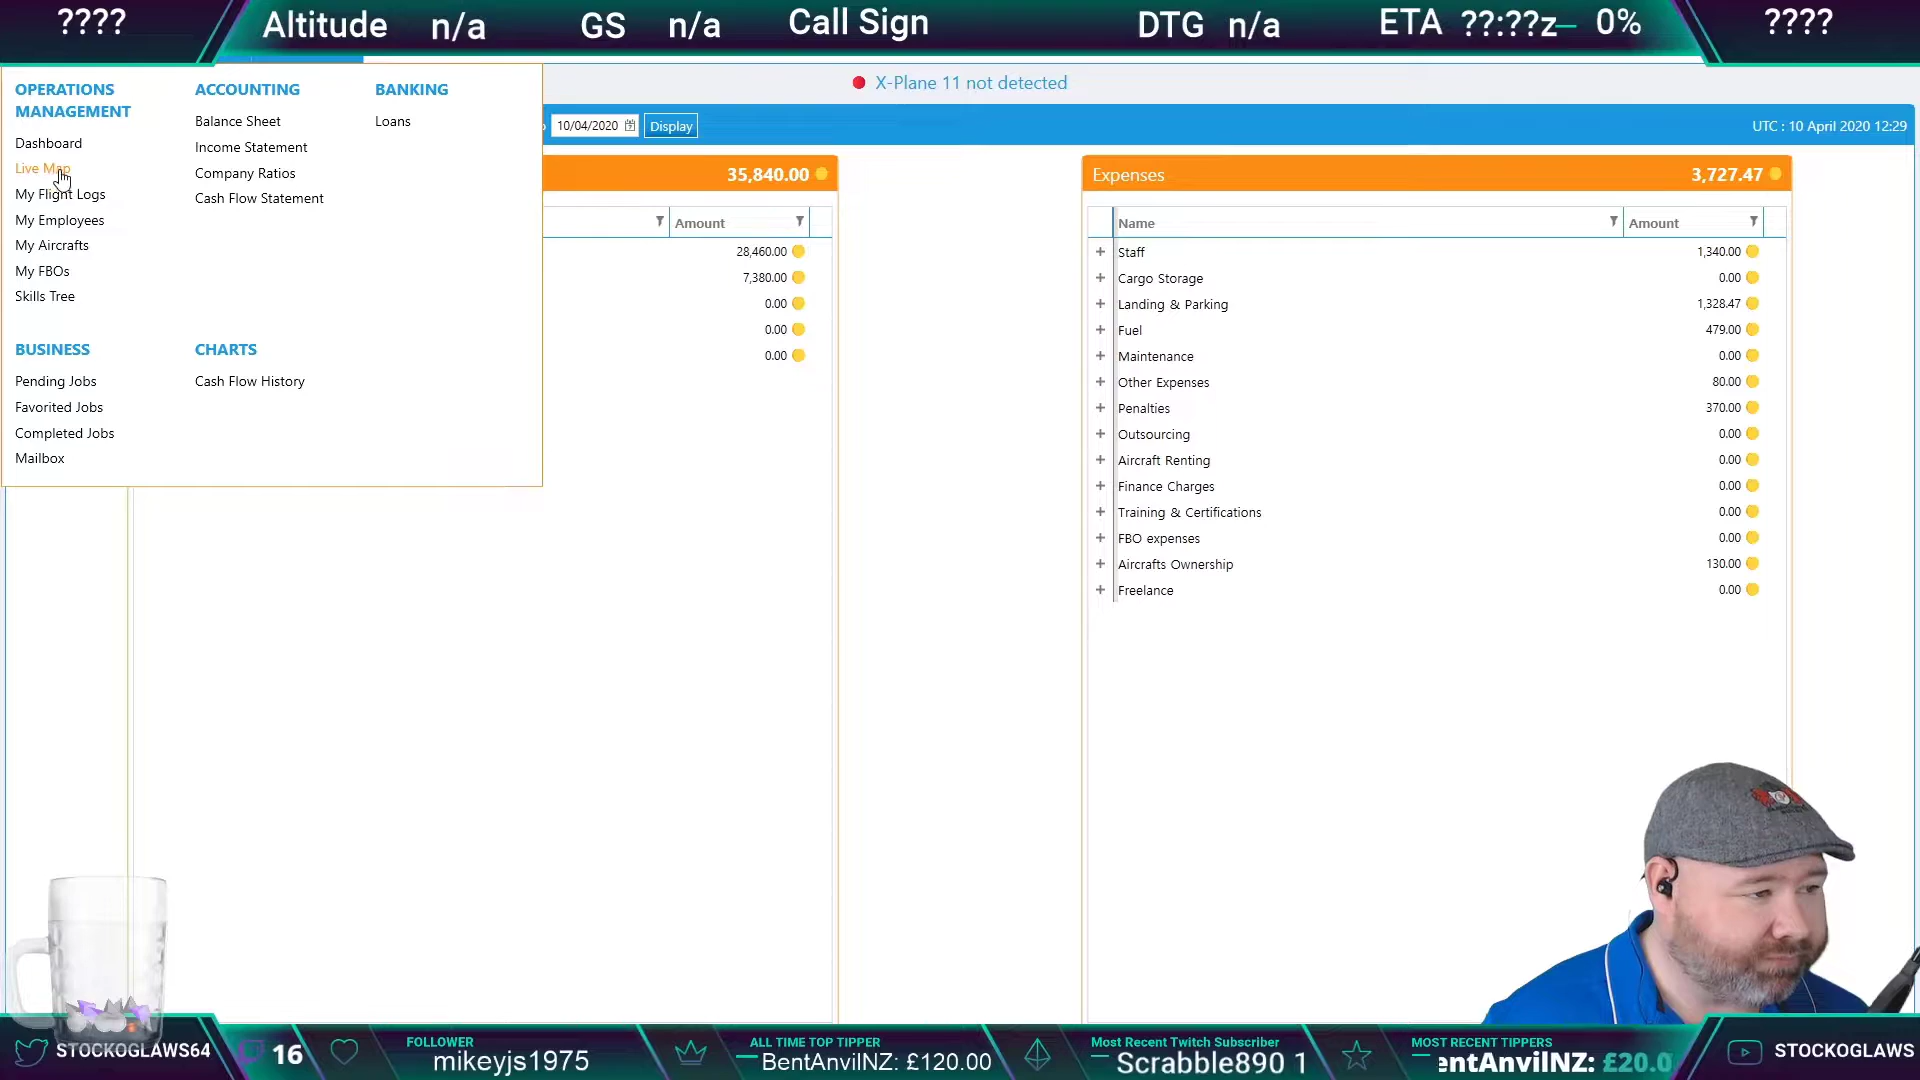 ????
Altitude n/a
GS n/a
Call Sign
DTG n/a
ETA ??:??z
0%
????
X-Plane 11 not detected
10/04/2020
Display
UTC : 10 April 2020 12:29
OPERATIONS
MANAGEMENT
Dashboard
Live Map
My Flight Logs
My Employees
My Aircrafts
My FBOs
Skills Tree
ACCOUNTING
Balance Sheet
Income Statement
Company Ratios
Cash Flow Statement
BANKING
Loans
BUSINESS
Pending Jobs
Favorited Jobs
Completed Jobs
Mailbox
CHARTS
Cash Flow History
35,840.00
Amount
28,460.00
7,380.00
0.00
0.00
0.00
Expenses 3,727.47
Name Amount
Staff 1,340.00
Cargo Storage 0.00
Landing & Parking 1,328.47
Fuel 479.00
Maintenance 0.00
Other Expenses 80.00
Penalties 370.00
Outsourcing 0.00
Aircraft Renting 0.00
Finance Charges 0.00
Training & Certifications 0.00
FBO expenses 0.00
Aircrafts Ownership 130.00
Freelance 0.00
STOCKOGLAWS64
16
FOLLOWER
mikeyjs1975
ALL TIME TOP TIPPER
BentAnvilNZ: £120.00
Most Recent Twitch Subscriber
Scrabble890 1
MOST RECENT TIPPERS
entAnvilNZ: £20.0
STOCKOGLAWS